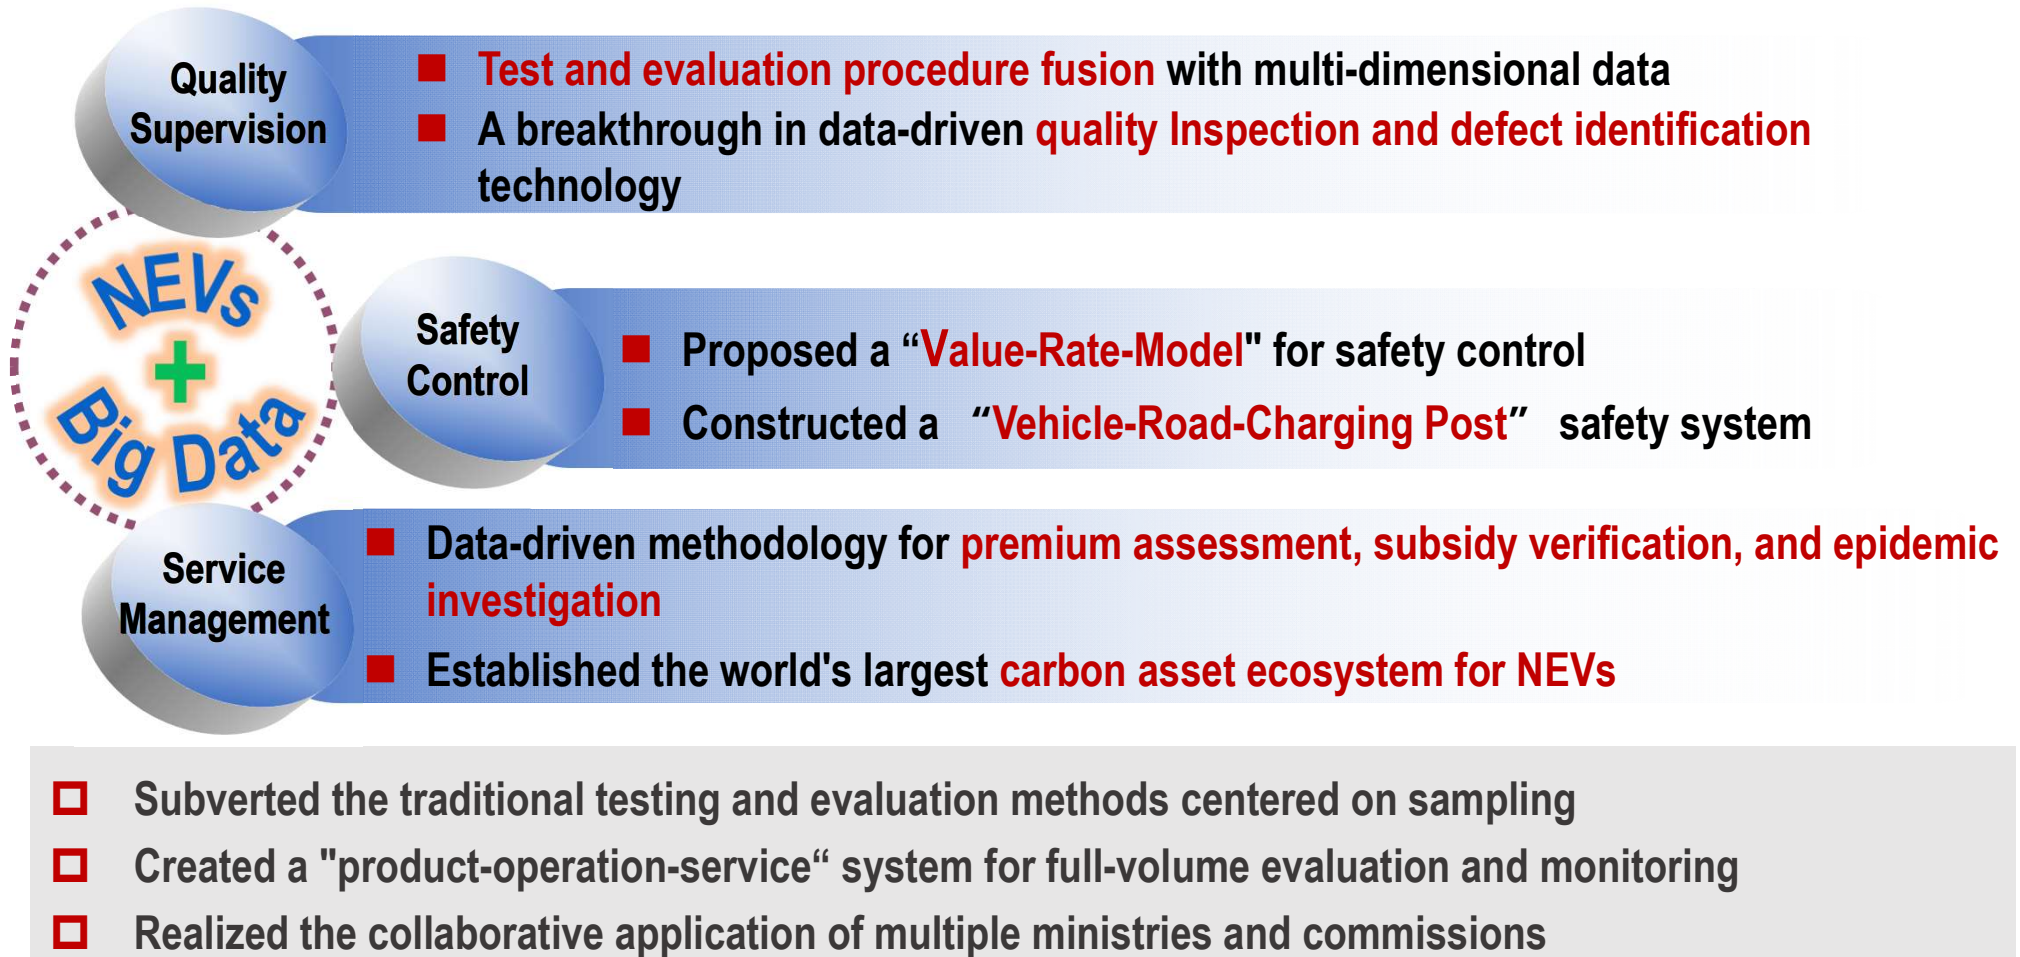 Quality
Supervision
■ Test and evaluation procedure fusion with multi-dimensional data
■ A breakthrough in data-driven quality Inspection and defect identification
technology
NEVs
+
Big Data
Safety
Control
■ Proposed a “Value-Rate-Model" for safety control
■ Constructed a “Vehicle-Road-Charging Post” safety system
Service
Management
■ Data-driven methodology for premium assessment, subsidy verification, and epidemic
investigation
■ Established the world's largest carbon asset ecosystem for NEVs
□ Subverted the traditional testing and evaluation methods centered on sampling
□ Created a "product-operation-service“ system for full-volume evaluation and monitoring
□ Realized the collaborative application of multiple ministries and commissions